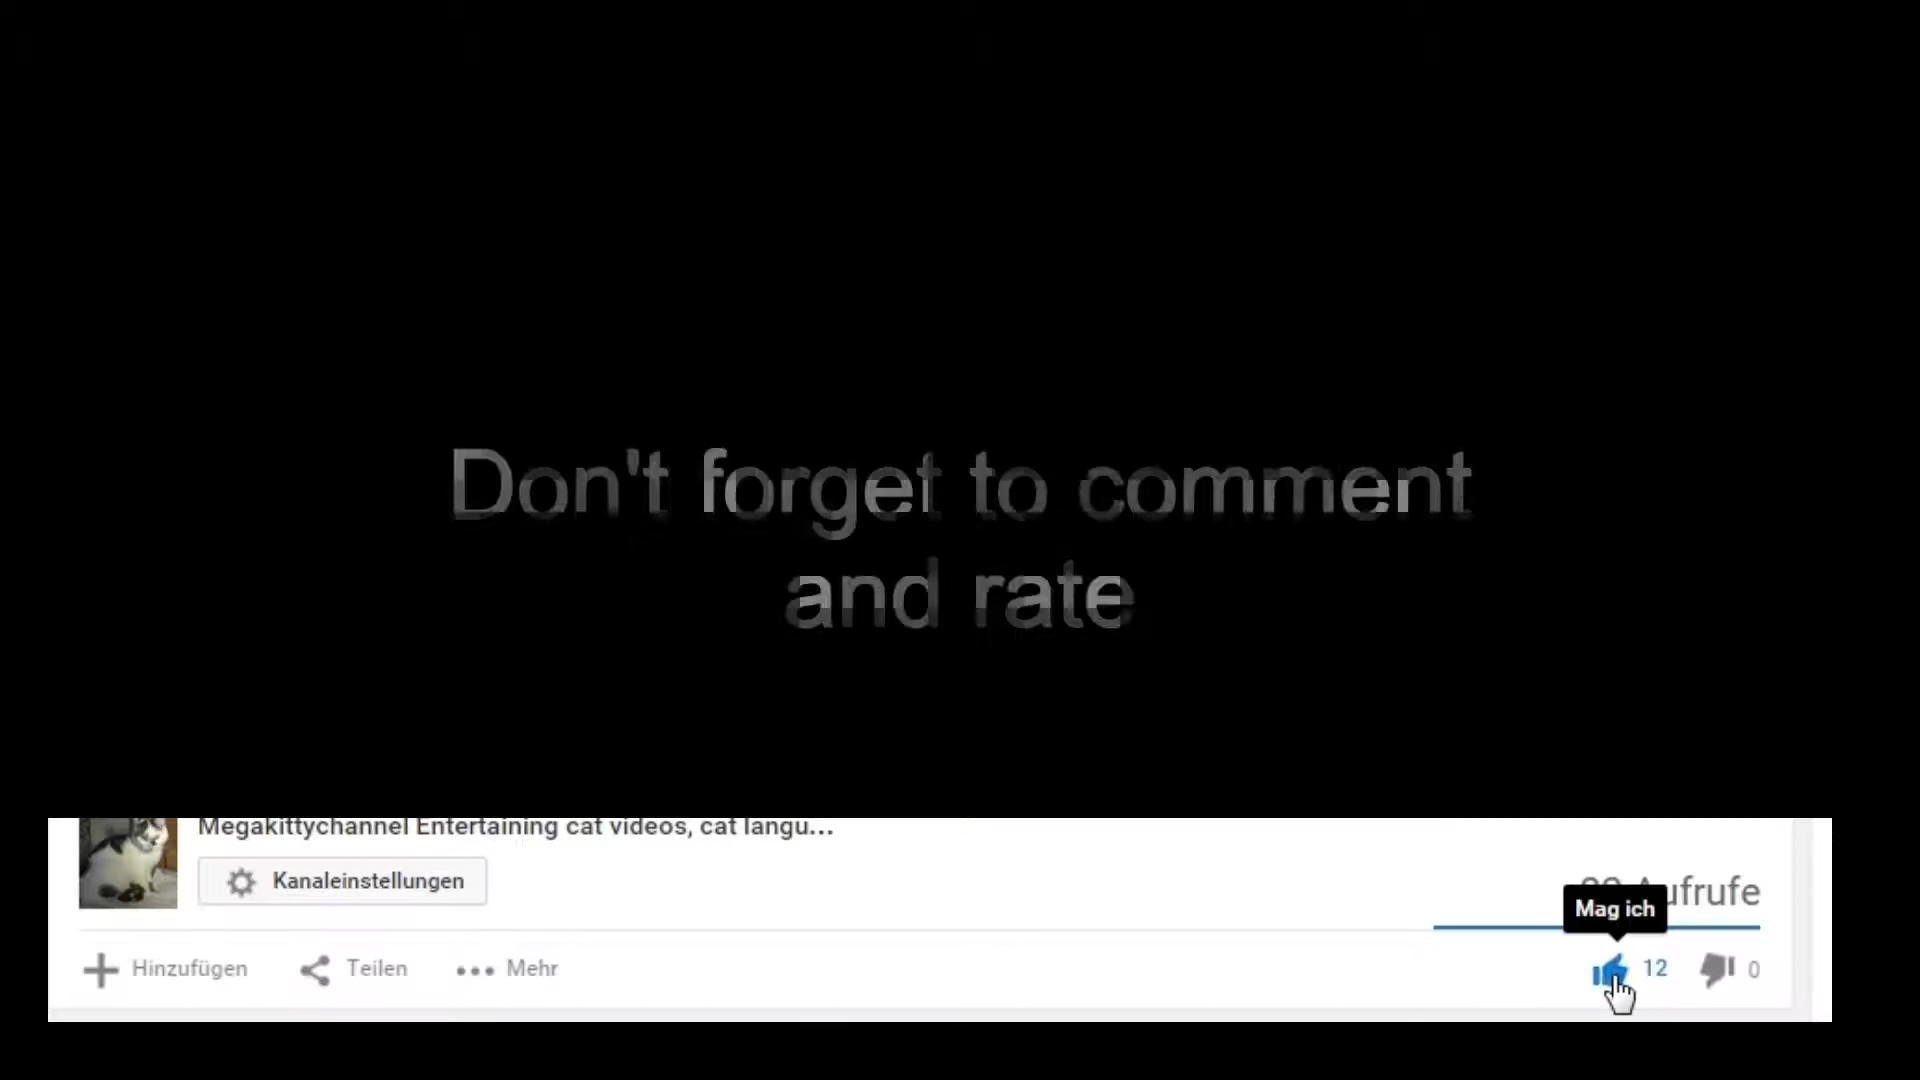 Don't forget to comment
and rate
Megakittychannel Entertaining cat videos, cat langu...
Kanaleinstellungen
Aufrufe
Mag ich
Hinzufügen
Teilen
Mehr
12
0